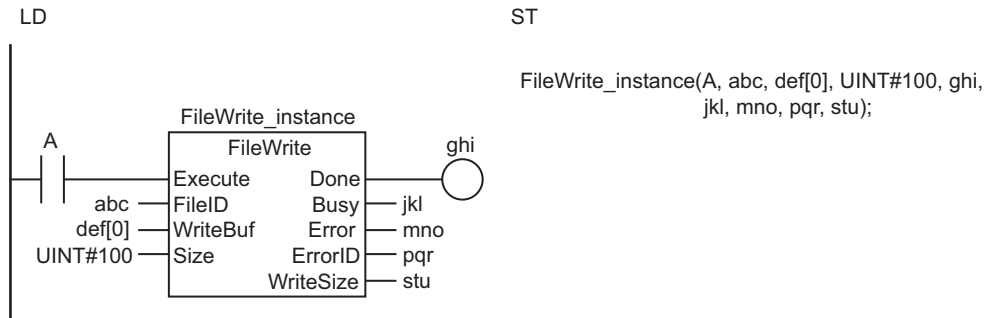 LD
ST
FileWrite_instance(A, abc, def[0], UINT#100, ghi,
jkl, mno, pqr, stu);
FileWrite_instance
A
FileWrite
ghi
Execute Done
abc FileID Busy jkl
def[0] WriteBuf Error mno
UINT#100 Size ErrorID pqr
WriteSize stu